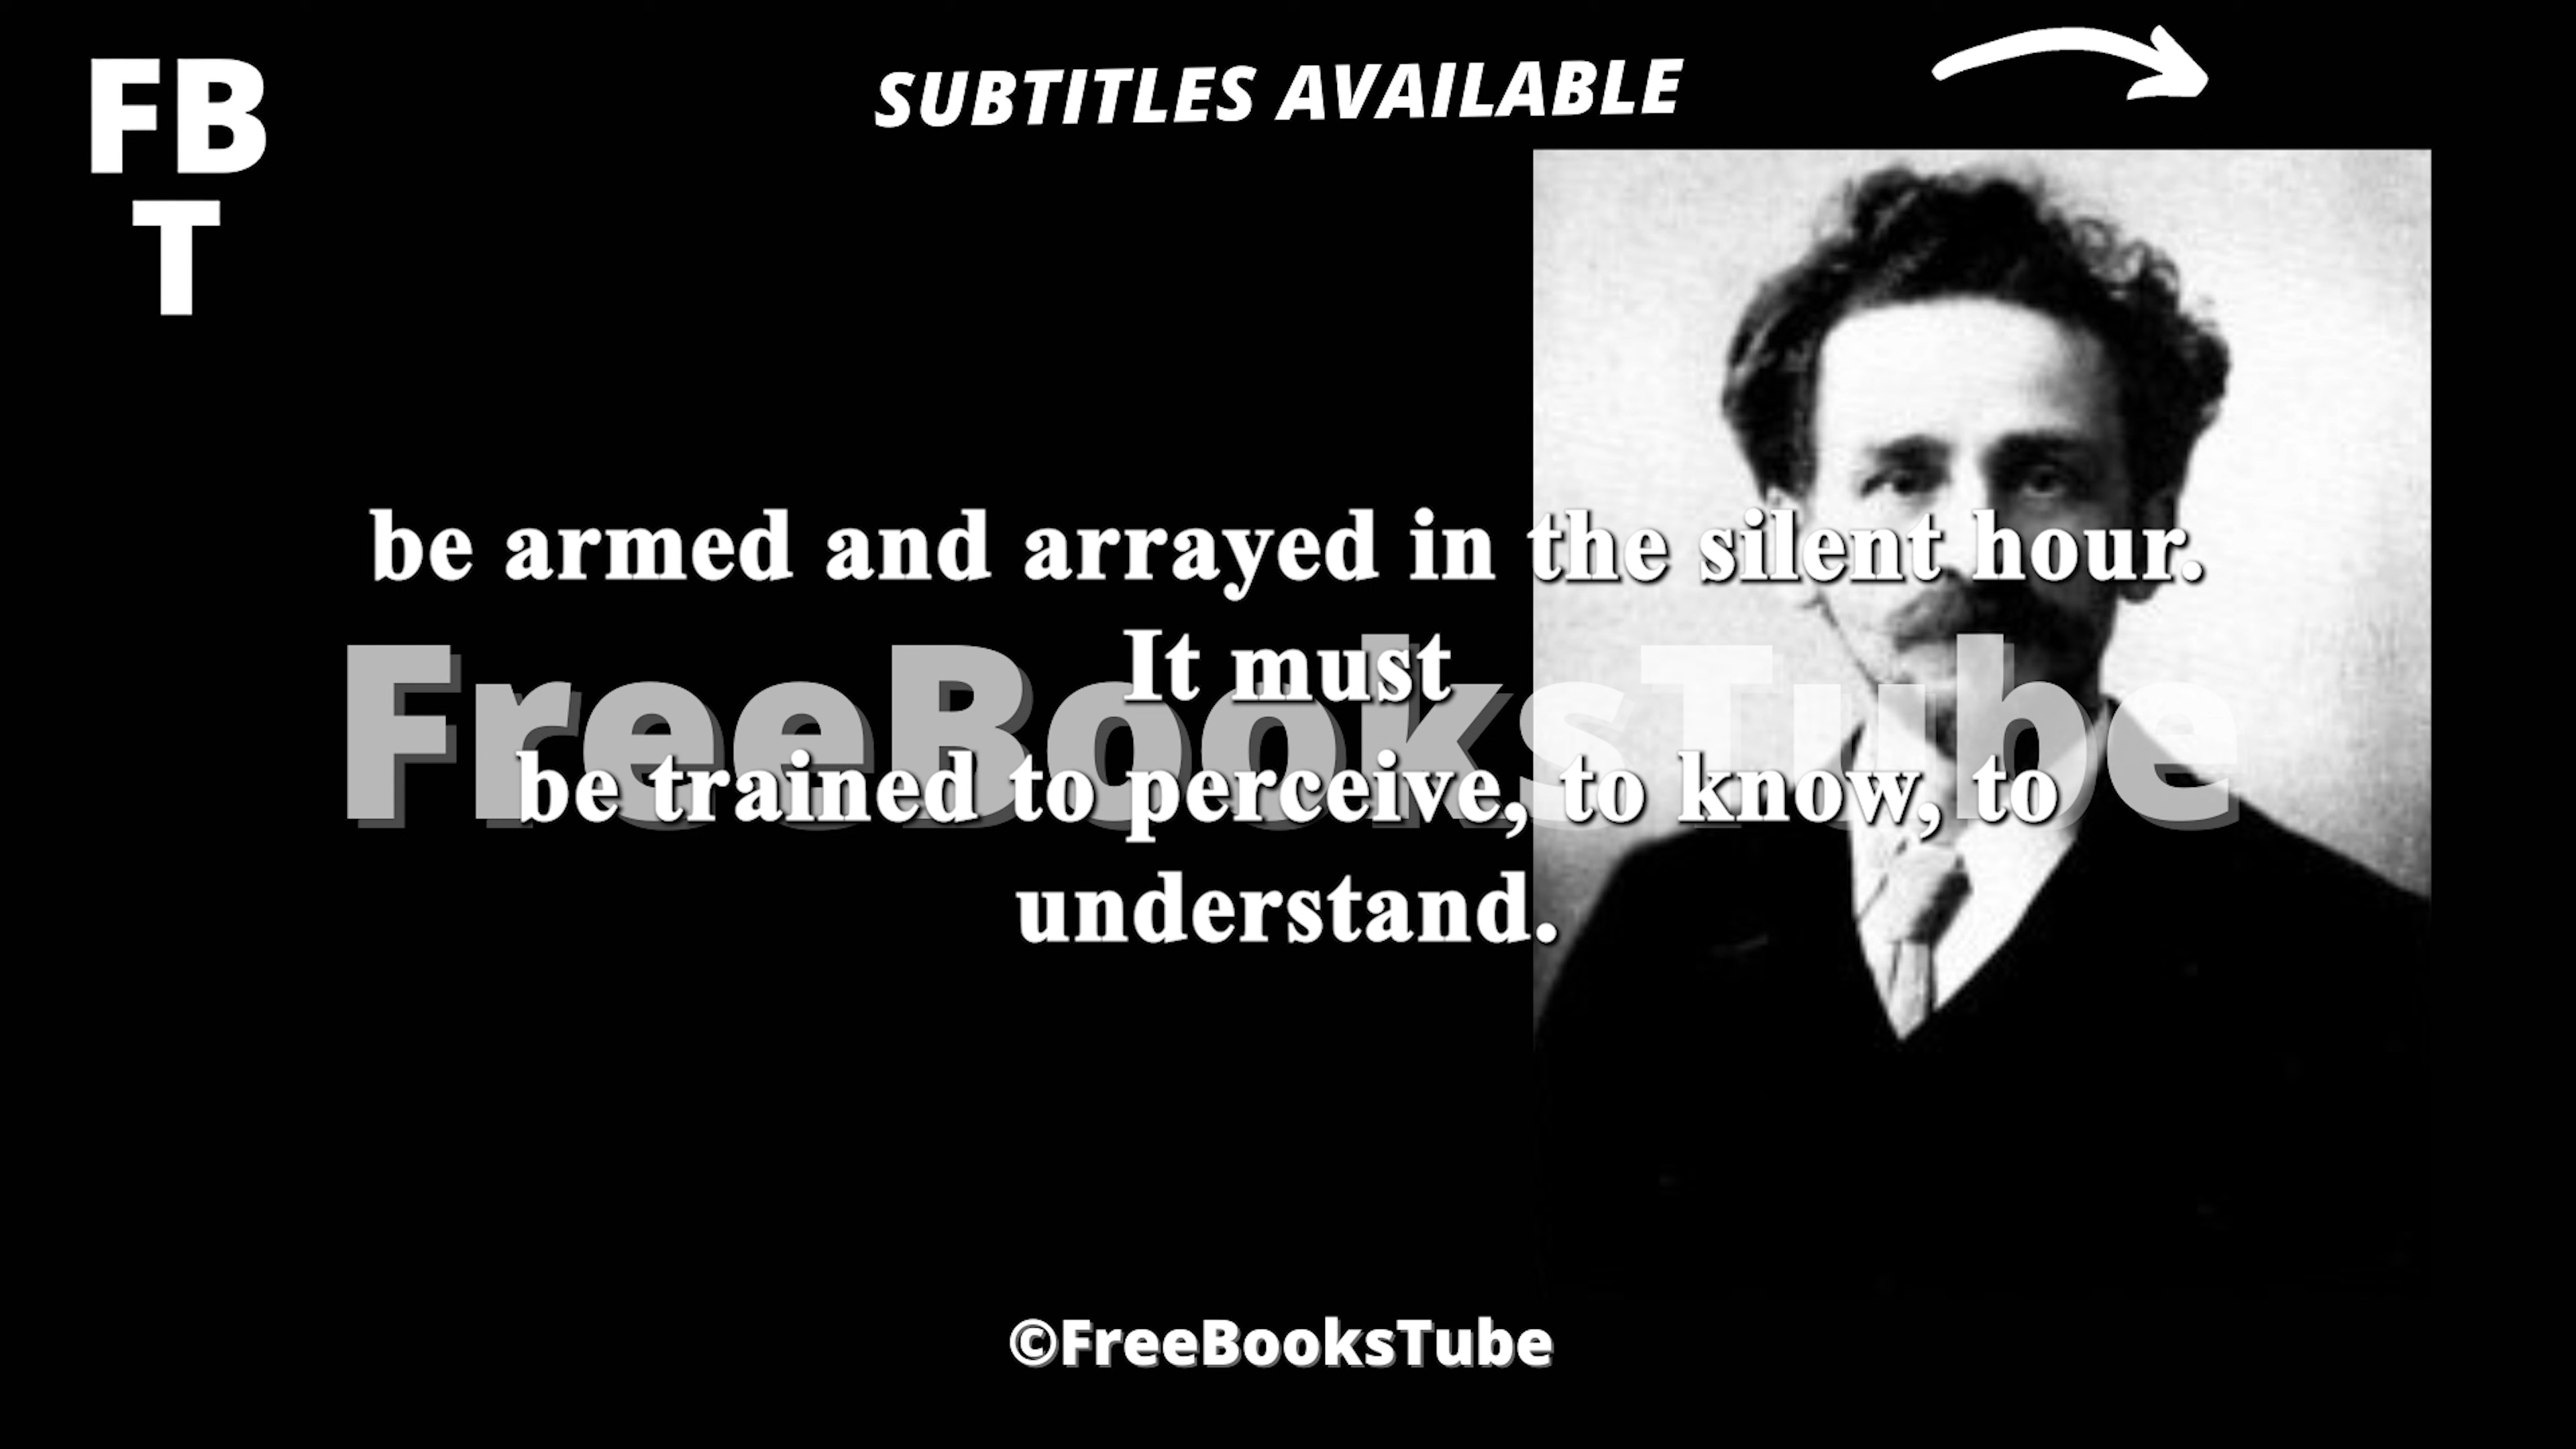 FB
T
SUBTITLES AVAILABLE
be armed and arrayed in the silent hour.
It must
FreeBooksTube
be trained to perceive, to know, to
understand.
©FreeBooksTube